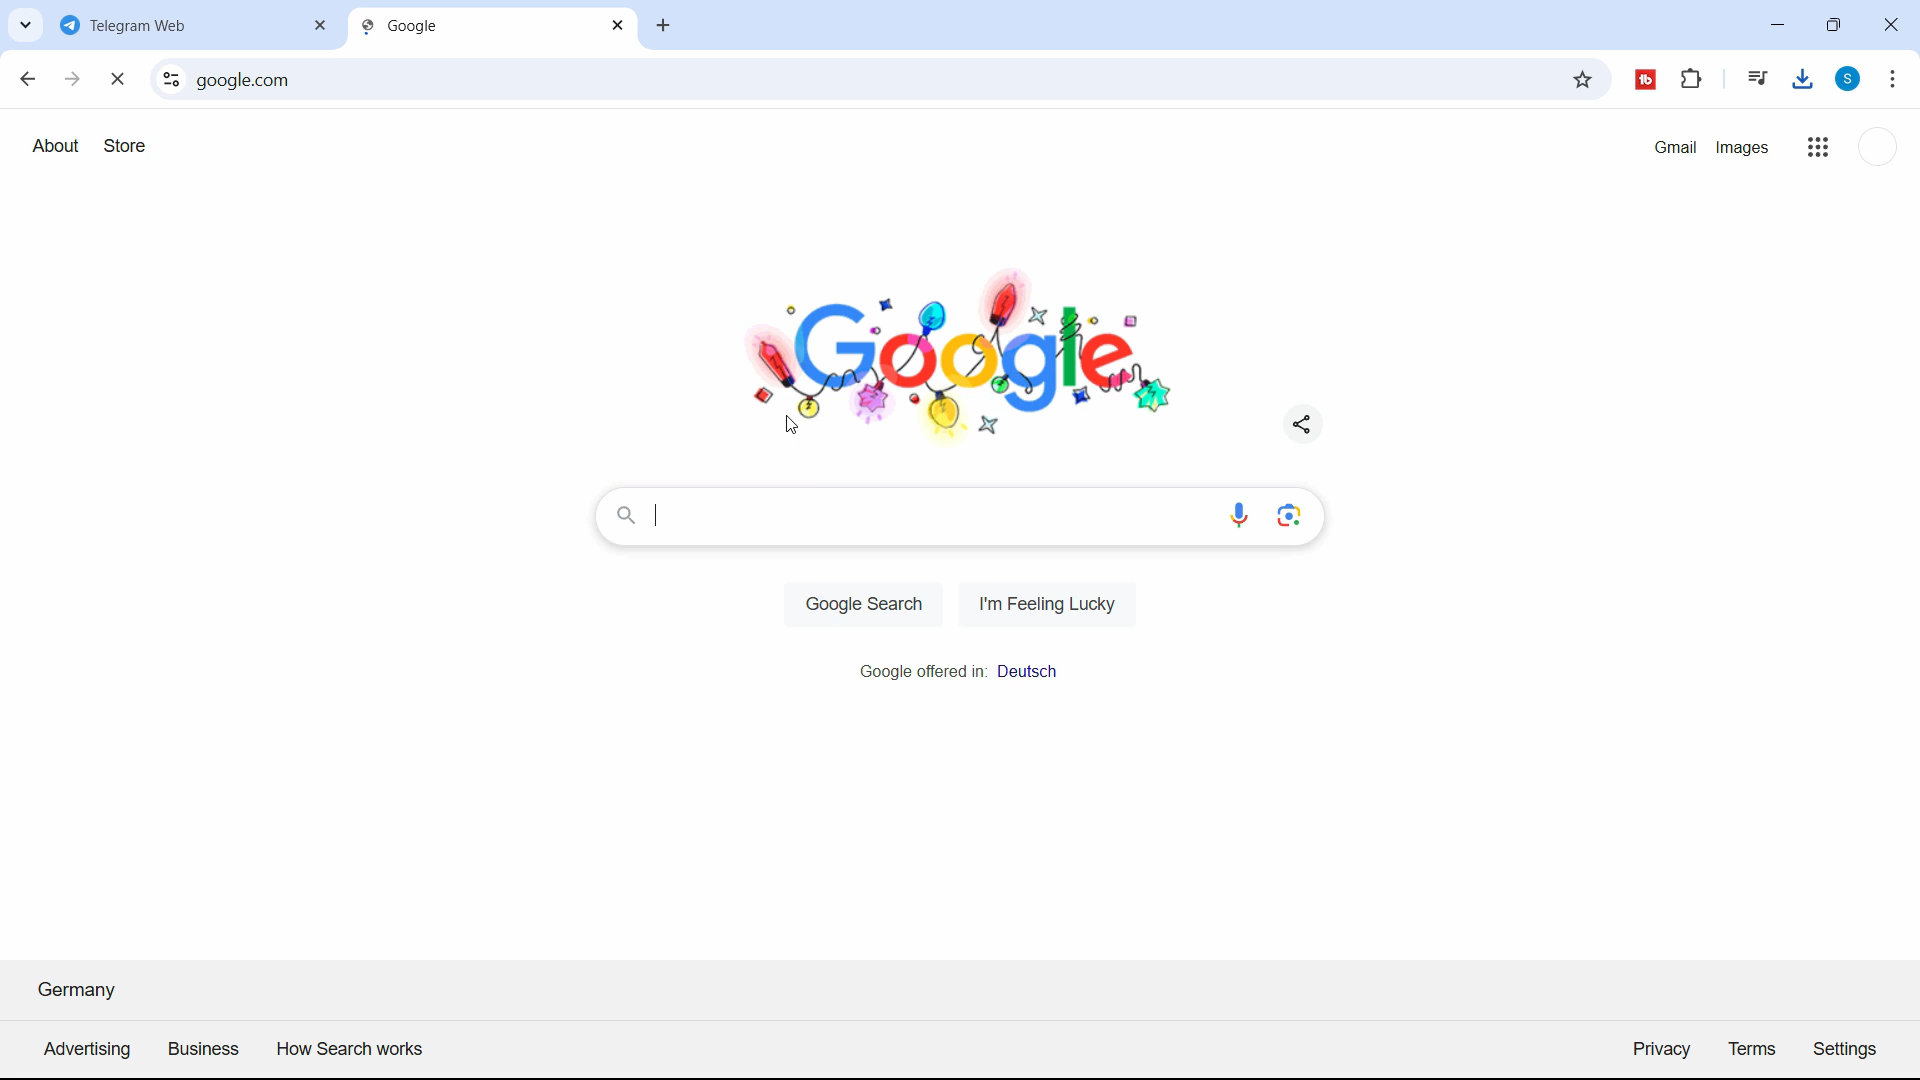 Telegram Web
Google
google.com
S
About Store
Gmail Images
Google
Google Search
I'm Feeling Lucky
Google offered in: Deutsch
Germany
Advertising Business How Search works
Privacy Terms Settings